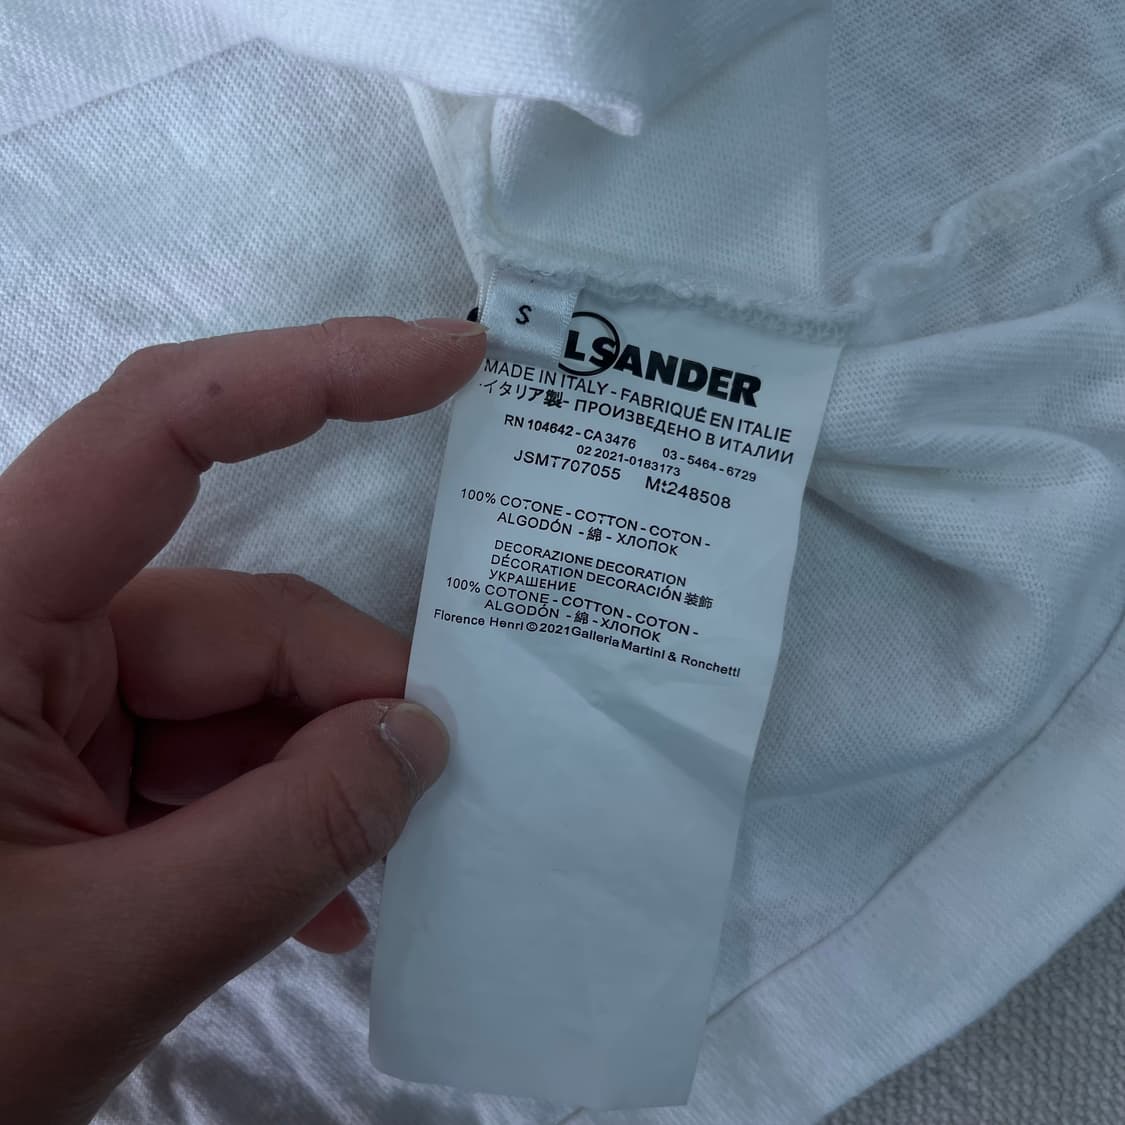 S
LSANDER
MADE IN ITALY - FABRIQUÉ EN ITALIE
イタリア製- ПРОИЗВЕДЕНО В ИТАЛИИ
RN 104642 - CA 3476 03 - 5464 - 6729
02 2021-0183173
JSMT707055 Mt248508
100% COTONE - COTTON - COTON -
ALGODÓN - 綿 - ХЛОПОК
DECORAZIONE DECORATION
DÉCORATION DECORACIÓN 装飾
УКРАШЕНИЕ
100% COTONE - COTTON - COTON -
ALGODÓN - 綿 - ХЛОПОК
Florence Henri © 2021 Galleria Martini & Ronchetti